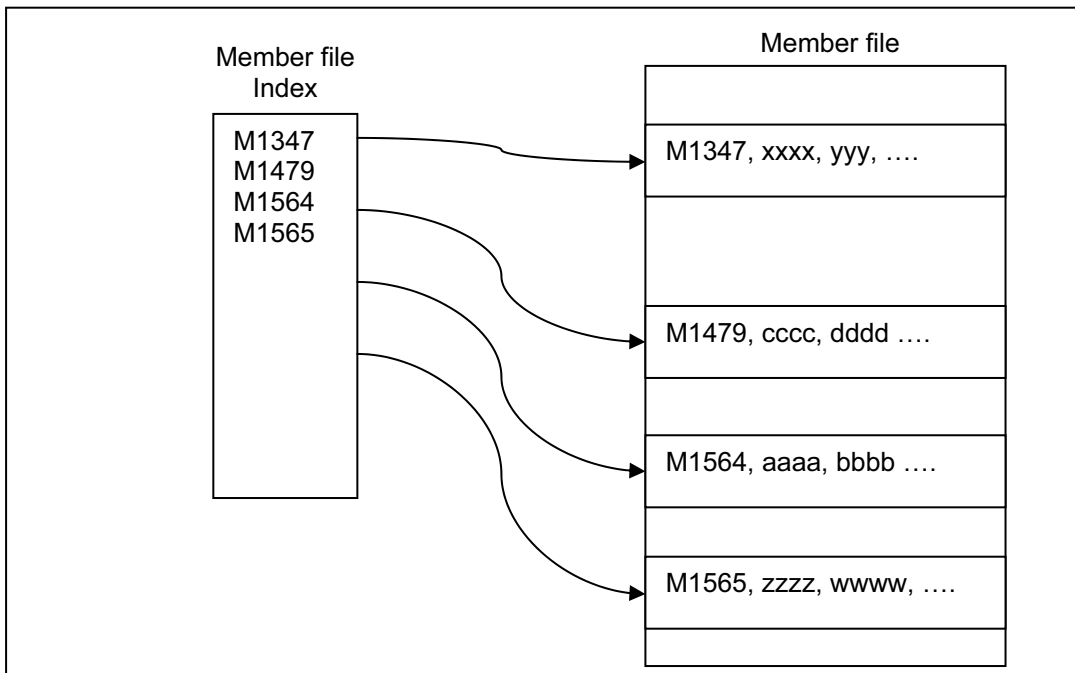 Member file
Index
M1347
M1479
M1564
M1565
Member file
M1347, xxxx, yyy, ….
M1479, cccc, dddd ….
M1564, aaaa, bbbb ….
M1565, zzzz, wwww, ….